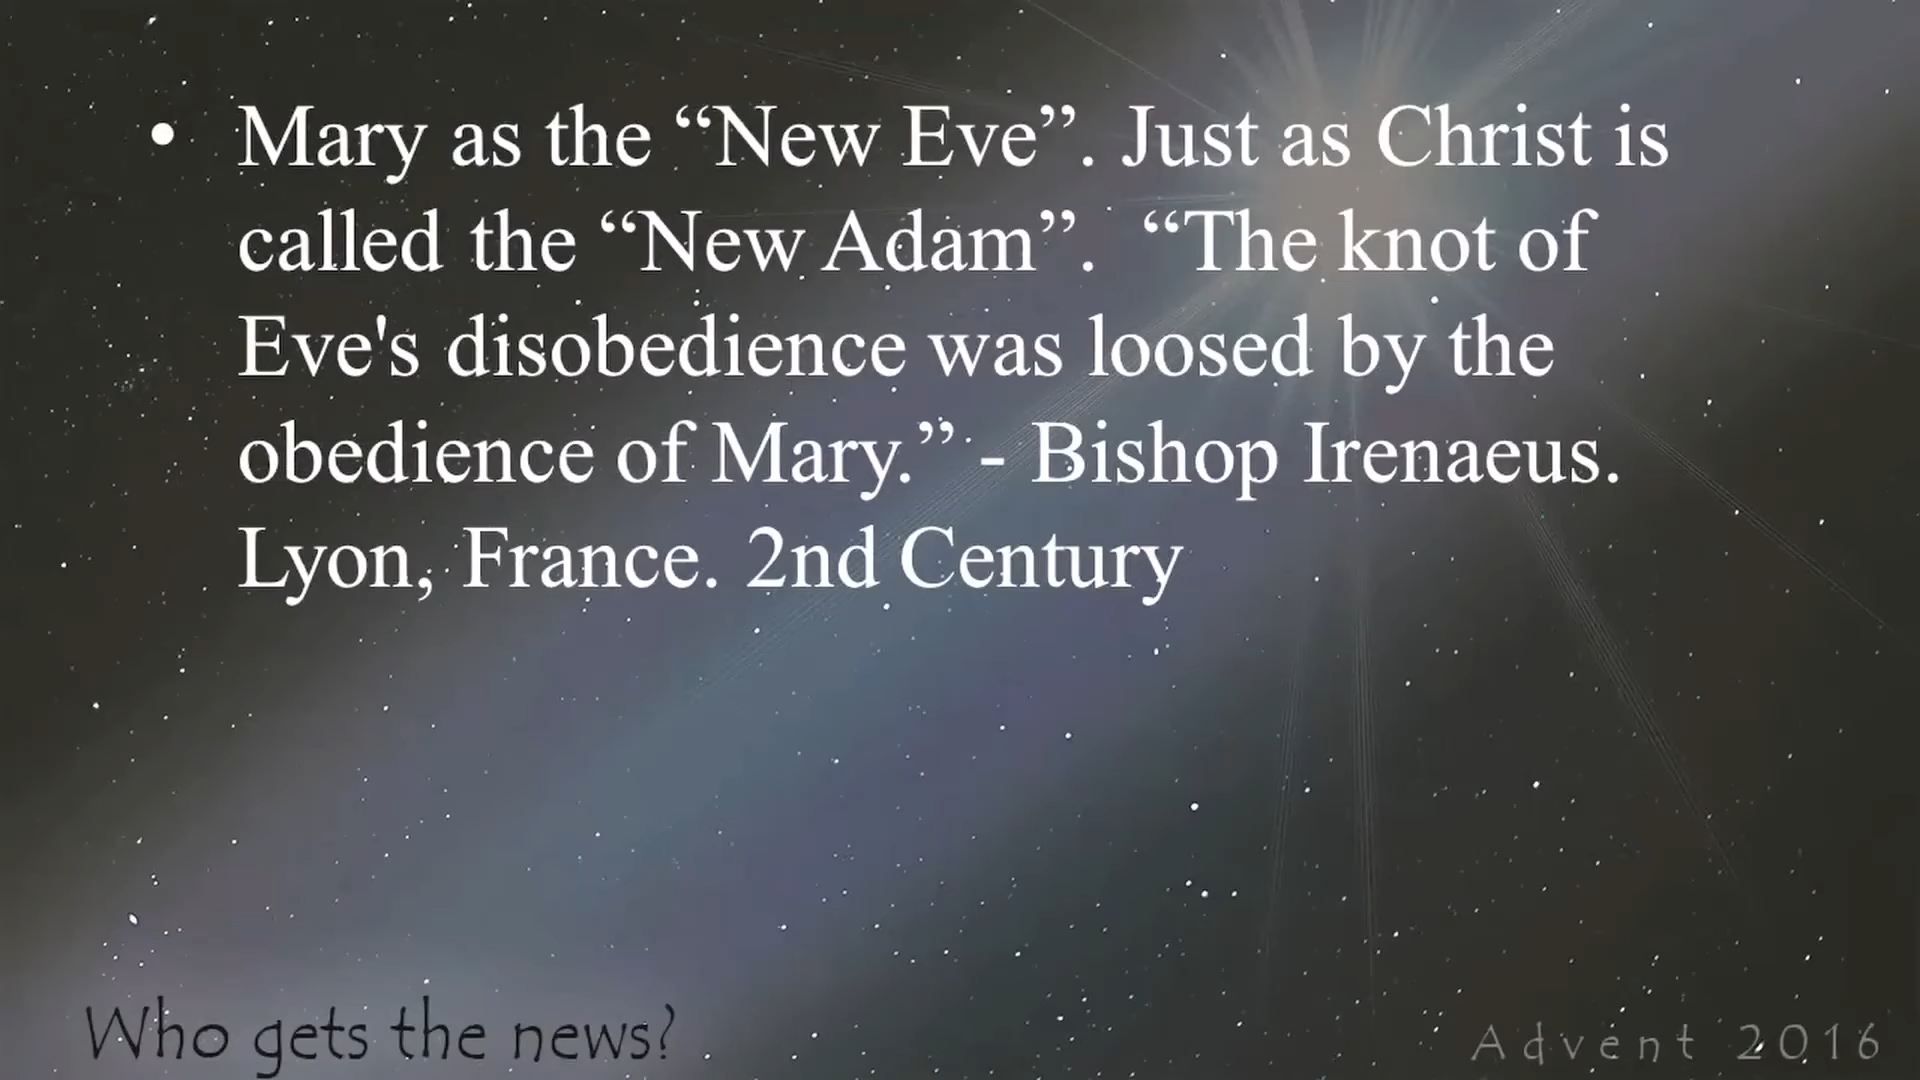 • Mary as the “New Eve”. Just as Christ is
called the “New Adam”. “The knot of
Eve's disobedience was loosed by the
obedience of Mary.” - Bishop Irenaeus.
Lyon, France. 2nd Century
Who gets the news?
Advent 2016